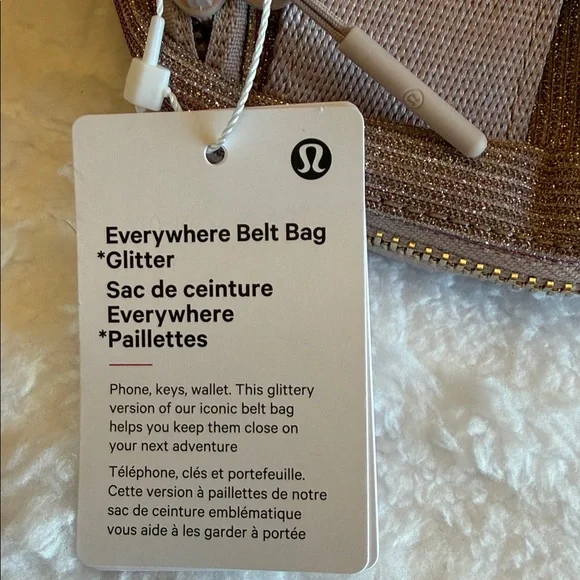 Everywhere Belt Bag
*Glitter
Sac de ceinture
Everywhere
*Paillettes
Phone, keys, wallet. This glittery
version of our iconic belt bag
helps you keep them close on
your next adventure
Téléphone, clés et portefeuille.
Cette version à paillettes de notre
sac de ceinture emblématique
vous aide à les garder à portée